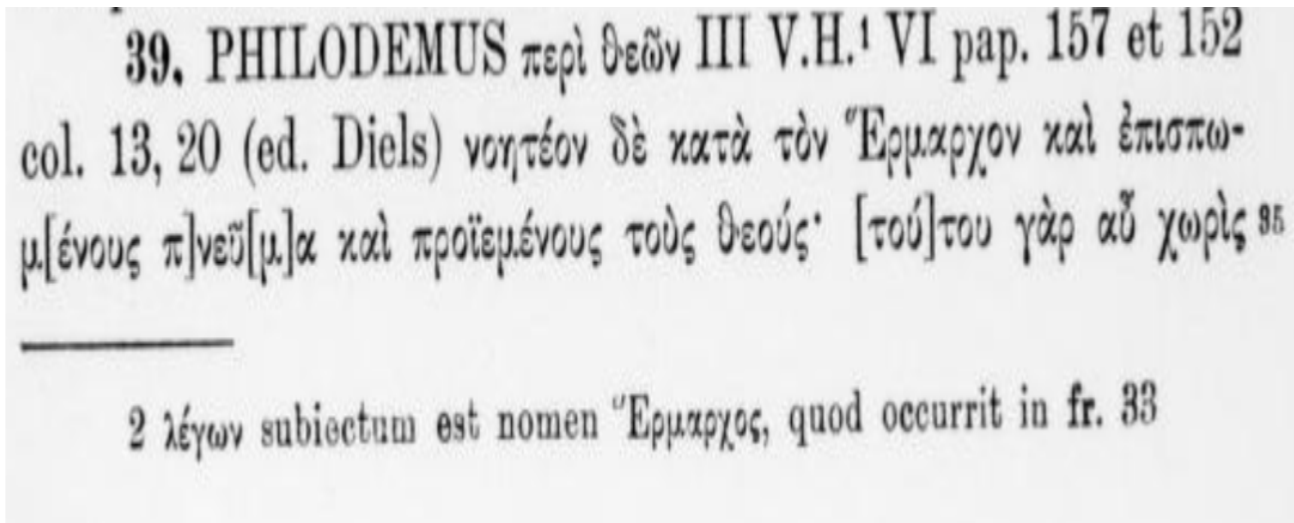 39. PHILODEMUS περὶ θεῶν III V.H.¹ VI pap. 157 et 152
col. 13, 20 (ed. Diels) νοητέον δὲ κατὰ τὸν Ἕρμαρχον καὶ ἐπισπω-
μ[ένους π]νεῦ[μ]α καὶ προϊεμένους τοὺς θεούς· [τού]του γὰρ αὖ χωρὶς 35
2 λέγων subiectum est nomen Ἕρμαρχος, quod occurrit in fr. 33